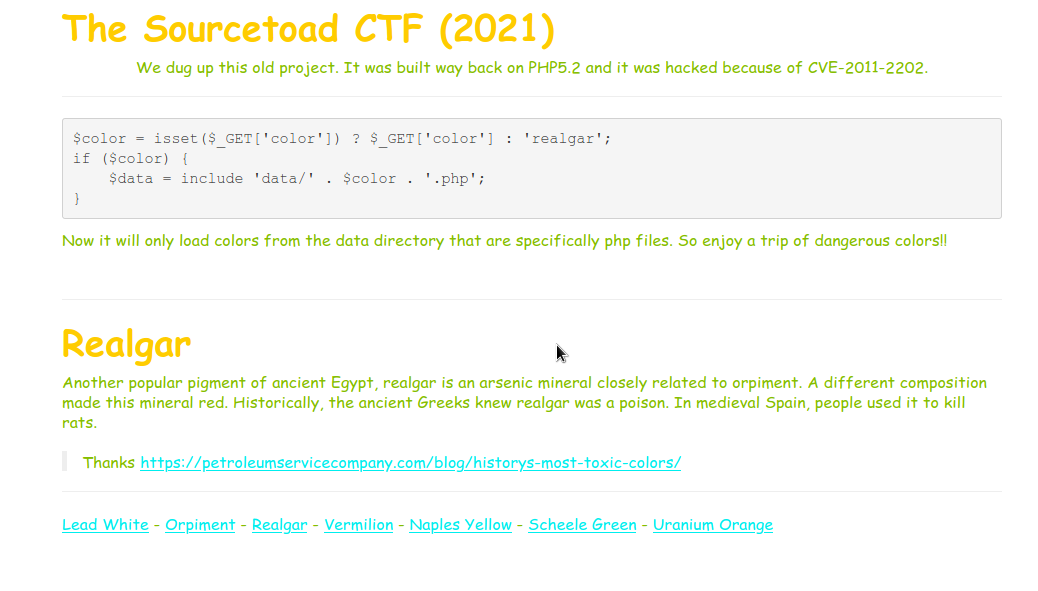 The Sourcetoad CTF (2021)
We dug up this old project. It was built way back on PHP5.2 and it was hacked because of CVE-2011-2202.
$color = isset($_GET['color']) ? $_GET['color'] : 'realgar';
if ($color) {
    $data = include 'data/' . $color . '.php';
}
Now it will only load colors from the data directory that are specifically php files. So enjoy a trip of dangerous colors!!
Realgar
Another popular pigment of ancient Egypt, realgar is an arsenic mineral closely related to orpiment. A different composition
made this mineral red. Historically, the ancient Greeks knew realgar was a poison. In medieval Spain, people used it to kill
rats.
Thanks https://petroleumservicecompany.com/blog/historys-most-toxic-colors/
Lead White - Orpiment - Realgar - Vermilion - Naples Yellow - Scheele Green - Uranium Orange